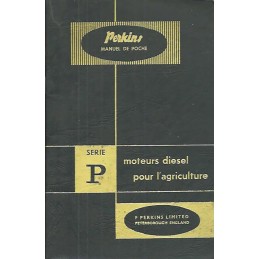 Perkins
MANUEL DE POCHE
SERIE
P
moteurs diesel
pour l'agriculture
F PERKINS LIMITED
PETERBOROUGH ENGLAND